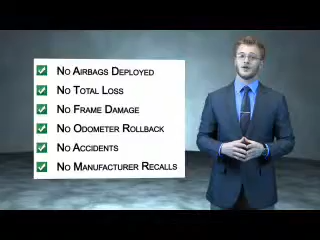 No Airbags Deployed
No Total Loss
No Frame Damage
No Odometer Rollback
No Accidents
No Manufacturer Recalls